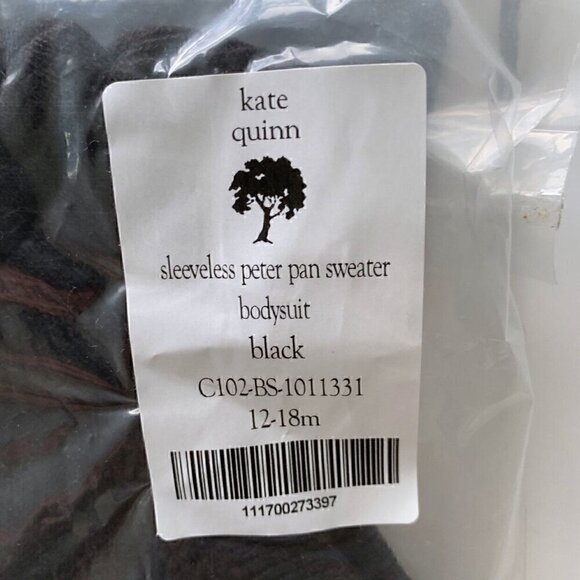 kate
quinn
sleeveless peter pan sweater
bodysuit
black
C102-BS-1011331
12-18m
111700273397